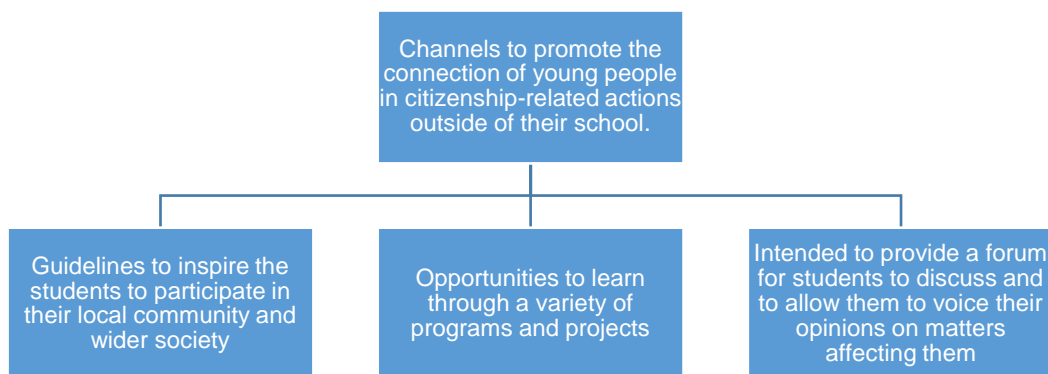 Channels to promote the
connection of young people
in citizenship-related actions
outside of their school.
Guidelines to inspire the
students to participate in
their local community and
wider society
Opportunities to learn
through a variety of
programs and projects
Intended to provide a forum
for students to discuss and
to allow them to voice their
opinions on matters
affecting them